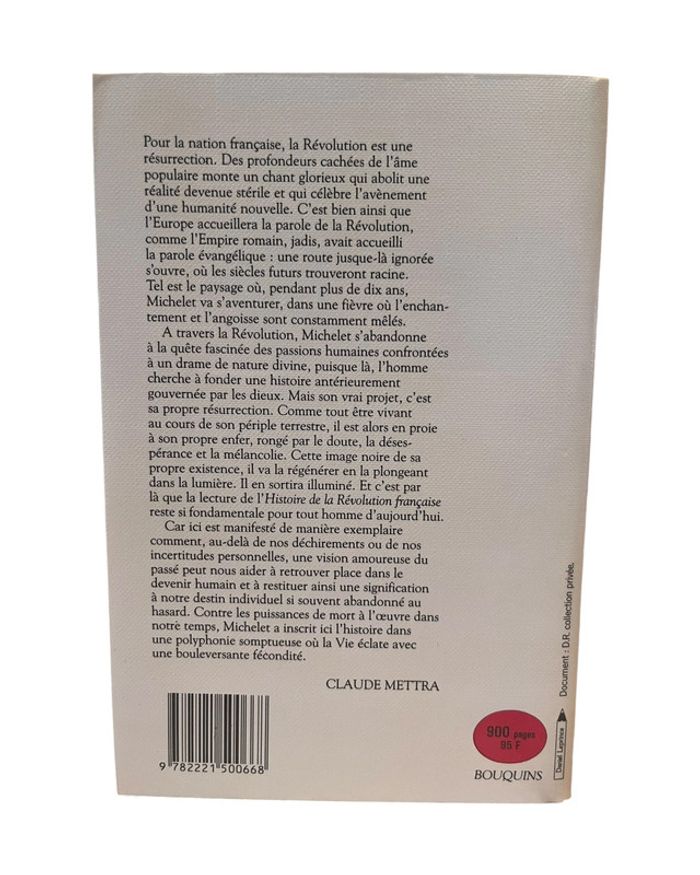 Pour la nation française, la Révolution est une
résurrection. Des profondeurs cachées de l'âme
populaire monte un chant glorieux qui abolit une
réalité devenue stérile et qui célèbre l'avènement
d'une humanité nouvelle. C'est bien ainsi que
l'Europe accueillera la parole de la Révolution,
comme l'Empire romain, jadis, avait accueilli
la parole évangélique : une route jusque-là ignorée
s'ouvre, où les siècles futurs trouveront racine.
Tel est le paysage où, pendant plus de dix ans,
Michelet va s'aventurer, dans une fièvre où l'enchan-
tement et l'angoisse sont constamment mêlés.
A travers la Révolution, Michelet s'abandonne
à la quête fascinée des passions humaines confrontées
à un drame de nature divine, puisque là, l'homme
cherche à fonder une histoire antérieurement
gouvernée par les dieux. Mais son vrai projet, c'est
sa propre résurrection. Comme tout être vivant
au cours de son périple terrestre, il est alors en proie
à son propre enfer, rongé par le doute, la déses-
pérance et la mélancolie. Cette image noire de sa
propre existence, il va la régénérer en la plongeant
dans la lumière. Il en sortira illuminé. Et c'est par
là que la lecture de l'Histoire de la Révolution française
reste si fondamentale pour tout homme d'aujourd'hui.
Car ici est manifesté de manière exemplaire
comment, au-delà de nos déchirements ou de nos
incertitudes personnelles, une vision amoureuse du
passé peut nous aider à retrouver place dans le
devenir humain et à restituer ainsi une signification
à notre destin individuel si souvent abandonné au
hasard. Contre les puissances de mort à l'œuvre dans
notre temps, Michelet a inscrit ici l'histoire dans
une polyphonie somptueuse où la Vie éclate avec
une bouleversante fécondité.
CLAUDE METTRA
9 782221 500668
900 pages
95 F
BOUQUINS
Daniel Leprince
Document : D.R. collection privée.